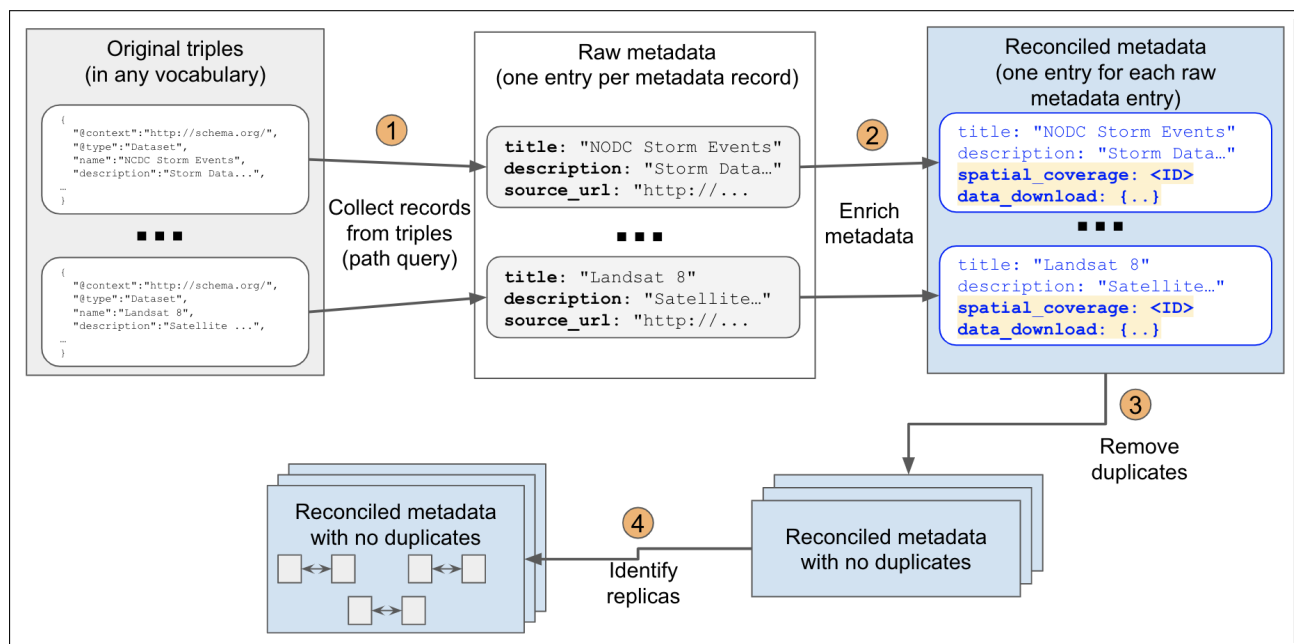 Original triples
(in any vocabulary)
{
"@context":"http://schema.org/",
"@type":"Dataset",
"name":"NCDC Storm Events",
"description":"Storm Data...",
…
}
{
"@context":"http://schema.org/",
"@type":"Dataset",
"name":"Landsat 8",
"description":"Satellite ...",
…
}
1
Collect records
from triples
(path query)
Raw metadata
(one entry per metadata record)
title: "NODC Storm Events"
description: "Storm Data…"
source_url: "http://...
title: "Landsat 8"
description: "Satellite…"
source_url: "http://...
2
Enrich
metadata
Reconciled metadata
(one entry for each raw
metadata entry)
title: "NODC Storm Events"
description: "Storm Data…"
spatial_coverage: <ID>
data_download: {..}
title: "Landsat 8"
description: "Satellite…"
spatial_coverage: <ID>
data_download: {..}
3
Remove
duplicates
Reconciled metadata
with no duplicates
4
Identify
replicas
Reconciled metadata
with no duplicates